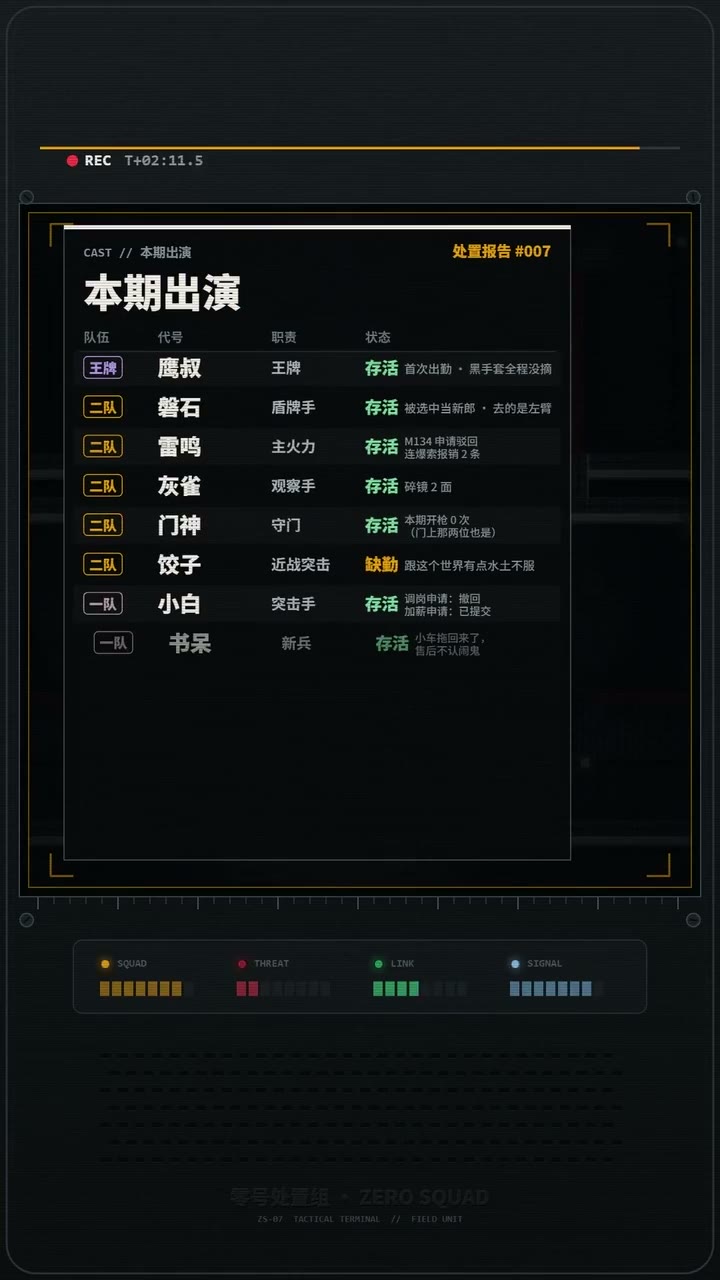 REC T+02:11.5
CAST // 本期出演
处置报告 #007
本期出演
队伍 代号 职责 状态
王牌 鹰叔 王牌 存活 首次出勤 · 黑手套全程没摘
二队 磐石 盾牌手 存活 被选中当新郎 · 去的是左臂
二队 雷鸣 主火力 存活 M134 申请驳回
连爆索报销 2 条
二队 灰雀 观察手 存活 碎镜 2 面
二队 门神 守门 存活 本期开枪 0 次
（门上那两位也是）
二队 饺子 近战突击 缺勤 跟这个世界有点水土不服
一队 小白 突击手 存活 调岗申请：撤回
加薪申请：已提交
一队 书呆 新兵 存活 小车拖回来了，
售后不认闹鬼
SQUAD THREAT LINK SIGNAL
零号处置组 · ZERO SQUAD
ZS-07 TACTICAL TERMINAL // FIELD UNIT